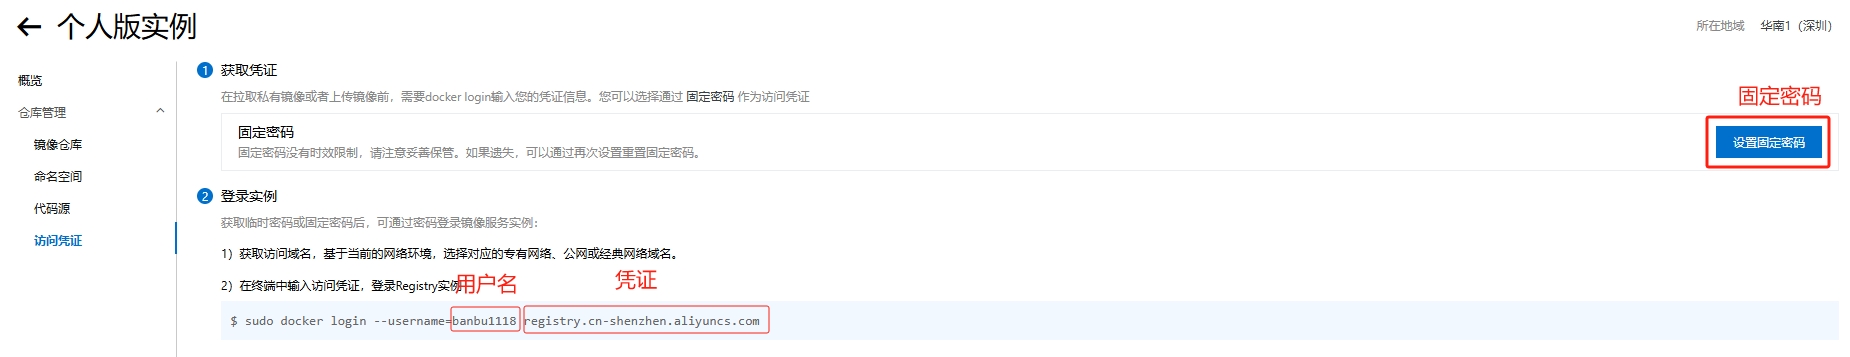 个人版实例
所在地域 华南1（深圳）
概览
仓库管理
镜像仓库
命名空间
代码源
访问凭证
1 获取凭证
在拉取私有镜像或者上传镜像前，需要docker login输入您的凭证信息。您可以选择通过 固定密码 作为访问凭证
固定密码
固定密码
固定密码没有时效限制，请注意妥善保管。如果遗失，可以通过再次设置重置固定密码。
设置固定密码
2 登录实例
获取临时密码或固定密码后，可通过密码登录镜像服务实例：
1）获取访问域名，基于当前的网络环境，选择对应的专有网络、公网或经典网络域名。
2）在终端中输入访问凭证，登录Registry实例
用户名
凭证
$ sudo docker login --username=banbu1118 registry.cn-shenzhen.aliyuncs.com